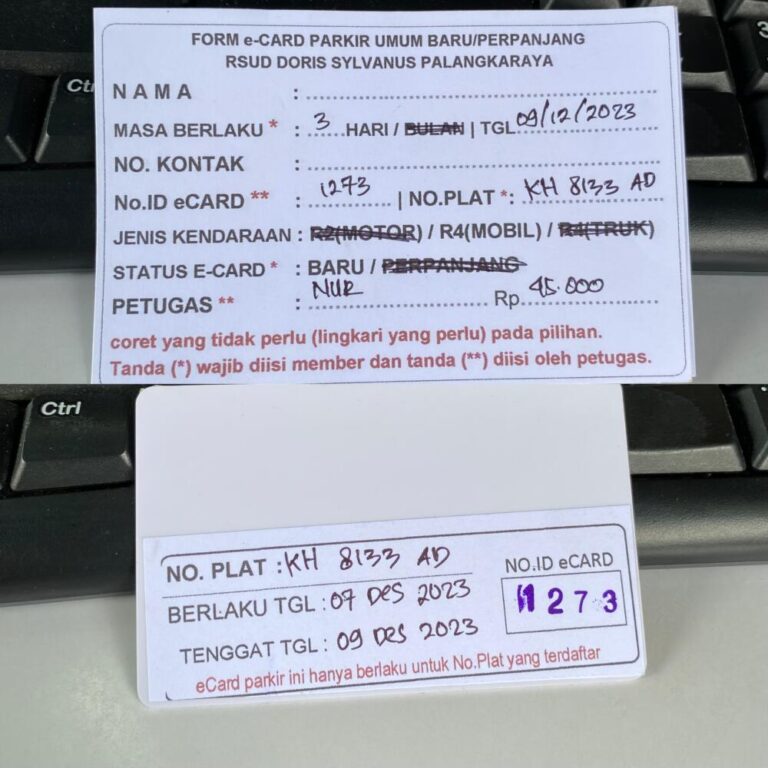 FORM e-CARD PARKIR UMUM BARU/PERPANJANG
RSUD DORIS SYLVANUS PALANGKARAYA
NAMA :
MASA BERLAKU * : 3 HARI / BULAN | TGL 09/12/2023
NO. KONTAK :
No.ID eCARD ** : 1273 | NO.PLAT *: KH 8133 AD
JENIS KENDARAAN : R2(MOTOR) / R4(MOBIL) / R4(TRUK)
STATUS E-CARD * : BARU / PERPANJANG
PETUGAS ** : NUR Rp. 45.000
coret yang tidak perlu (lingkari yang perlu) pada pilihan.
Tanda (*) wajib diisi member dan tanda (**) diisi oleh petugas.
Ctrl
NO. PLAT : KH 8133 AD
NO.ID eCARD
BERLAKU TGL : 07 DES 2023
1273
TENGGAT TGL : 09 DES 2023
eCard parkir ini hanya berlaku untuk No.Plat yang terdaftar